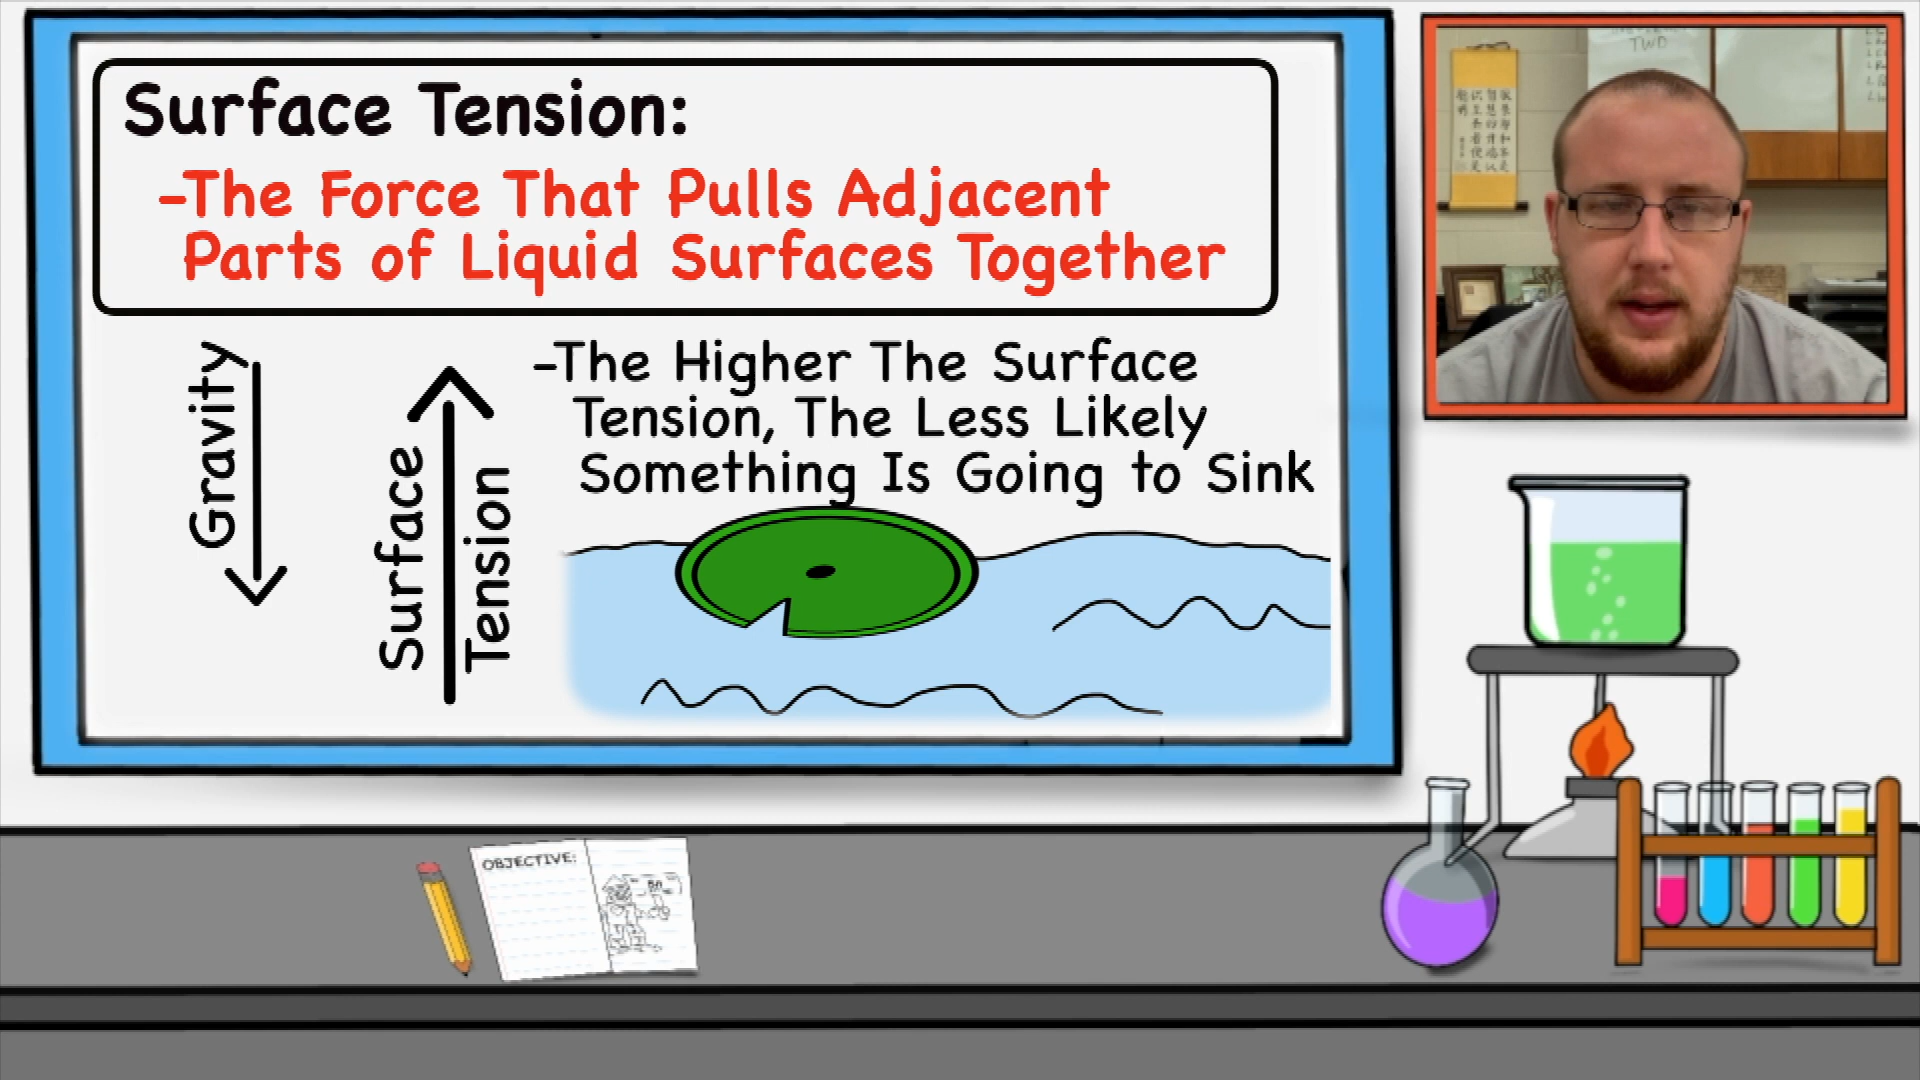 Surface Tension:
-The Force That Pulls Adjacent
Parts of Liquid Surfaces Together
Gravity
Surface
Tension
-The Higher The Surface
Tension, The Less Likely
Something Is Going to Sink
TWO
OBJECTIVE: